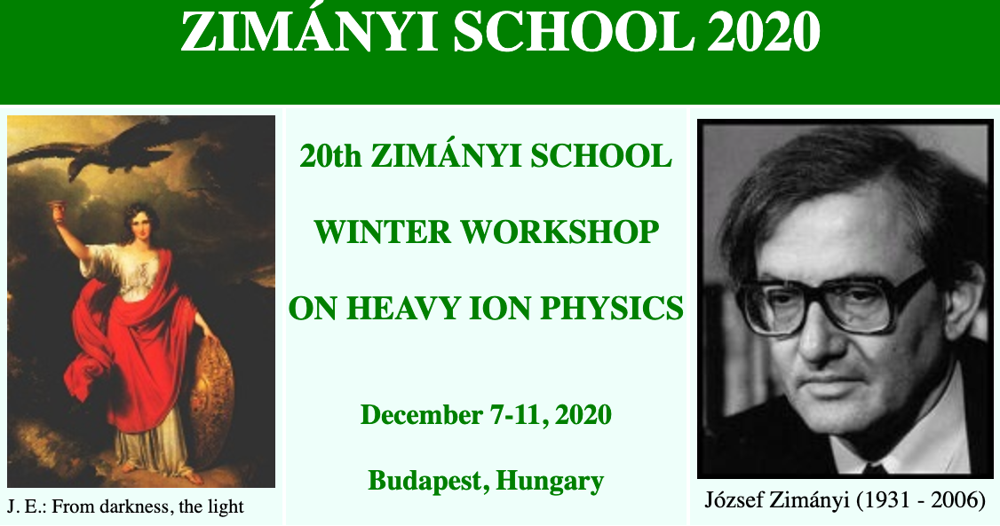 ZIMÁNYI SCHOOL 2020
20th ZIMÁNYI SCHOOL
WINTER WORKSHOP
ON HEAVY ION PHYSICS
December 7-11, 2020
Budapest, Hungary
J. E.: From darkness, the light
József Zimányi (1931 - 2006)